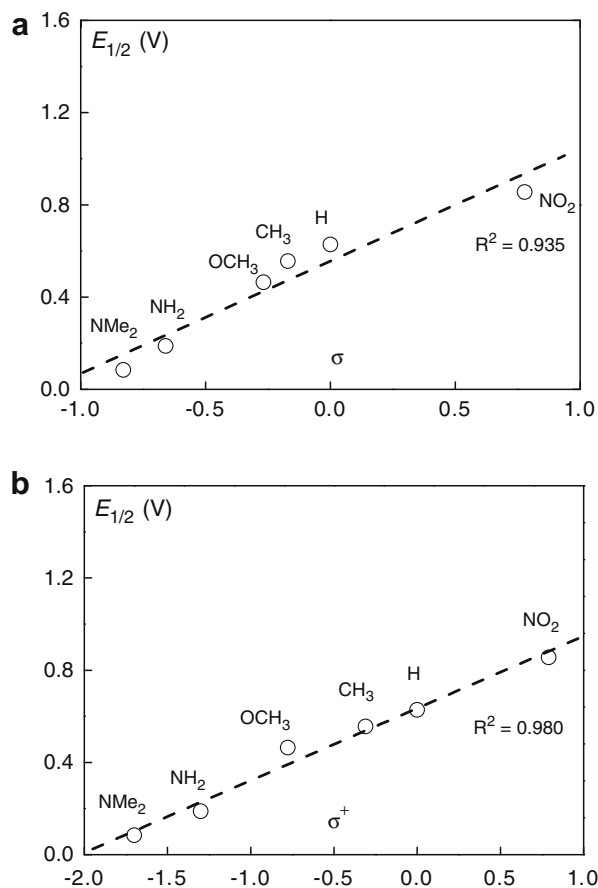 a
1.6
E1/2 (V)
1.2
0.8
H
CH3
NO2
OCH3
R² = 0.935
0.4
NH2
NMe2
σ
0.0
-1.0 -0.5 0.0 0.5 1.0
b
1.6
E1/2 (V)
1.2
0.8
NO2
H
CH3
OCH3
R² = 0.980
0.4
NH2
NMe2
σ+
0.0
-2.0 -1.5 -1.0 -0.5 0.0 0.5 1.0